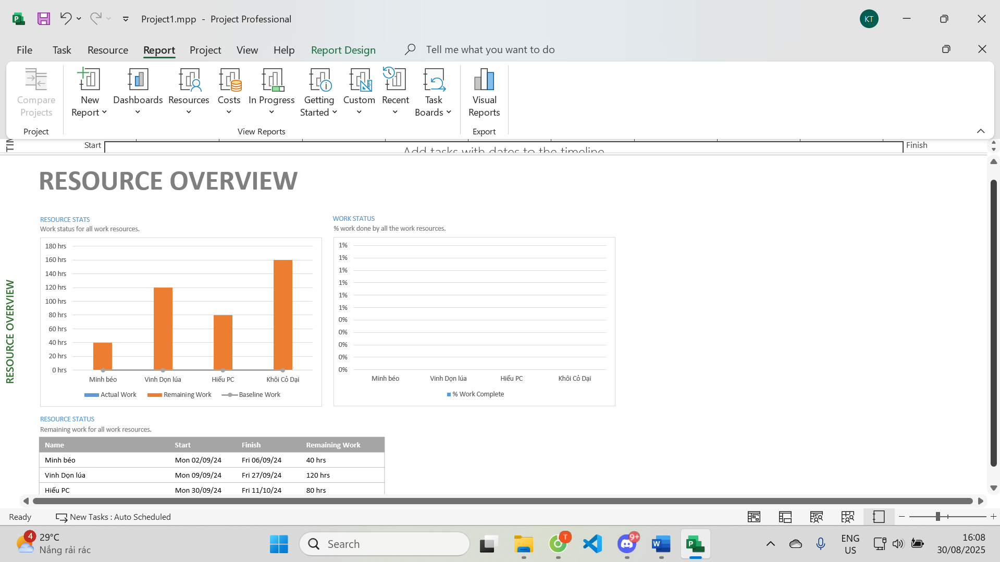 Project1.mpp - Project Professional
KT
File Task Resource Report Project View Help Report Design Tell me what you want to do
Compare Projects
New Report
Dashboards
Resources
Costs
In Progress
Getting Started
Custom
Recent
Task Boards
Visual Reports
Project
View Reports
Export
Start
Add tasks with dates to the timeline
Finish
RESOURCE OVERVIEW
RESOURCE OVERVIEW
RESOURCE STATS
Work status for all work resources.
180 hrs
160 hrs
140 hrs
120 hrs
100 hrs
80 hrs
60 hrs
40 hrs
20 hrs
0 hrs
Minh béo Vinh Dọn lúa Hiếu PC Khôi Cỏ Dại
Actual Work Remaining Work Baseline Work
WORK STATUS
% work done by all the work resources.
1%
1%
1%
1%
1%
1%
0%
0%
0%
0%
0%
Minh béo Vinh Dọn lúa Hiếu PC Khôi Cỏ Dại
% Work Complete
RESOURCE STATUS
Remaining work for all work resources.
Name Start Finish Remaining Work
Minh béo Mon 02/09/24 Fri 06/09/24 40 hrs
Vinh Dọn lúa Mon 09/09/24 Fri 27/09/24 120 hrs
Hiếu PC Mon 30/09/24 Fri 11/10/24 80 hrs
Ready New Tasks : Auto Scheduled
4
29°C
Nắng rải rác
Search
T
9+
ENG
US
16:08
30/08/2025